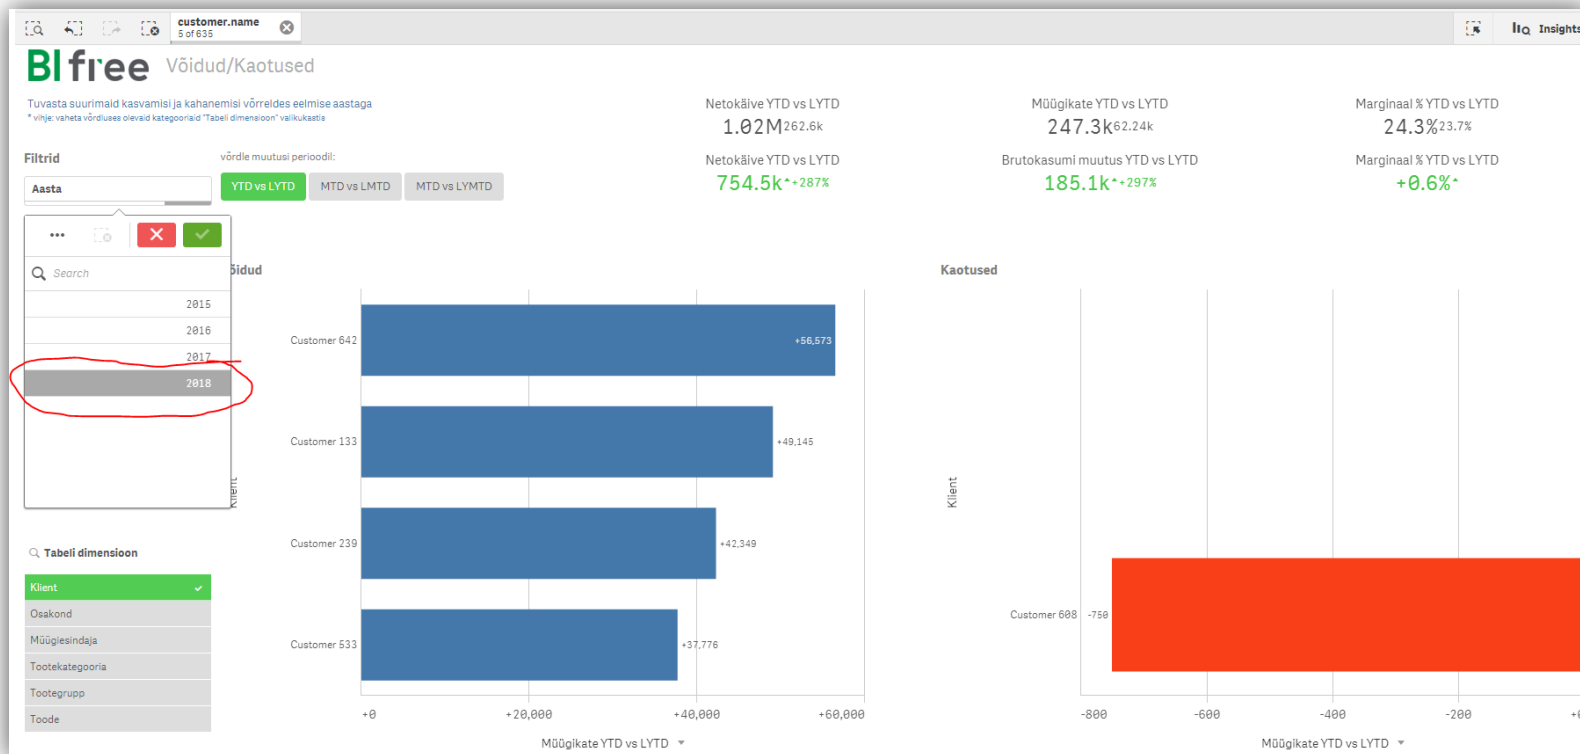 customer.name
5 of 635
Insights
BI free Võidud/Kaotused
Tuvasta suurimaid kasvamisi ja kahanemisi võrreldes eelmise aastaga
* vihje: vaheta võrdluses olevaid kategooriaid "Tabeli dimensioon" valikukastis
Netokäive YTD vs LYTD
1.02M 262.6k
Müügikate YTD vs LYTD
247.3k 62.24k
Marginaal % YTD vs LYTD
24.3% 23.7%
Netokäive YTD vs LYTD
754.5k +287%
Brutokasumi muutus YTD vs LYTD
185.1k +297%
Marginaal % YTD vs LYTD
+0.6%
Filtrid
võrdle muutusi perioodil:
Aasta
YTD vs LYTD
MTD vs LMTD
MTD vs LYMTD
Search
2015
2016
2017
2018
Tabeli dimensioon
Klient
Osakond
Müügiesindaja
Tootekategooria
Tootegrupp
Toode
õidud
Klient
Customer 642 +56,573
Customer 133 +49,145
Customer 239 +42,349
Customer 533 +37,776
+0 +20,000 +40,000 +60,000
Müügikate YTD vs LYTD
Kaotused
Klient
Customer 608 -750
-800 -600 -400 -200 +0
Müügikate YTD vs LYTD